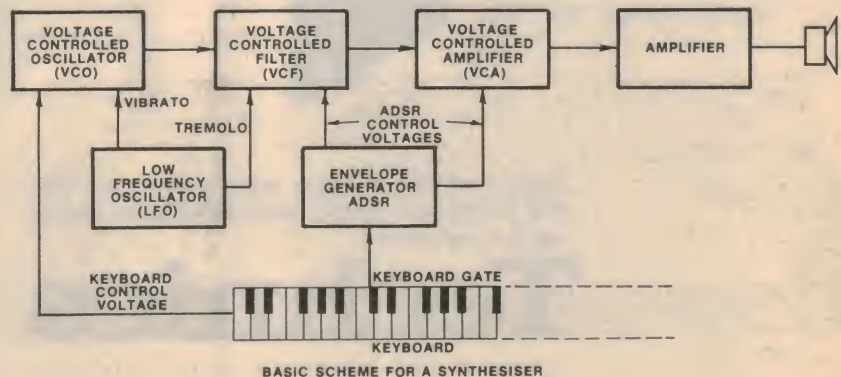 VOLTAGE
CONTROLLED
OSCILLATOR
(VCO)
VOLTAGE
CONTROLLED
FILTER
(VCF)
VOLTAGE
CONTROLLED
AMPLIFIER
(VCA)
AMPLIFIER
VIBRATO
TREMOLO
ADSR
CONTROL
VOLTAGES
LOW
FREQUENCY
OSCILLATOR
(LFO)
ENVELOPE
GENERATOR
ADSR
KEYBOARD
CONTROL
VOLTAGE
KEYBOARD GATE
KEYBOARD
BASIC SCHEME FOR A SYNTHESISER